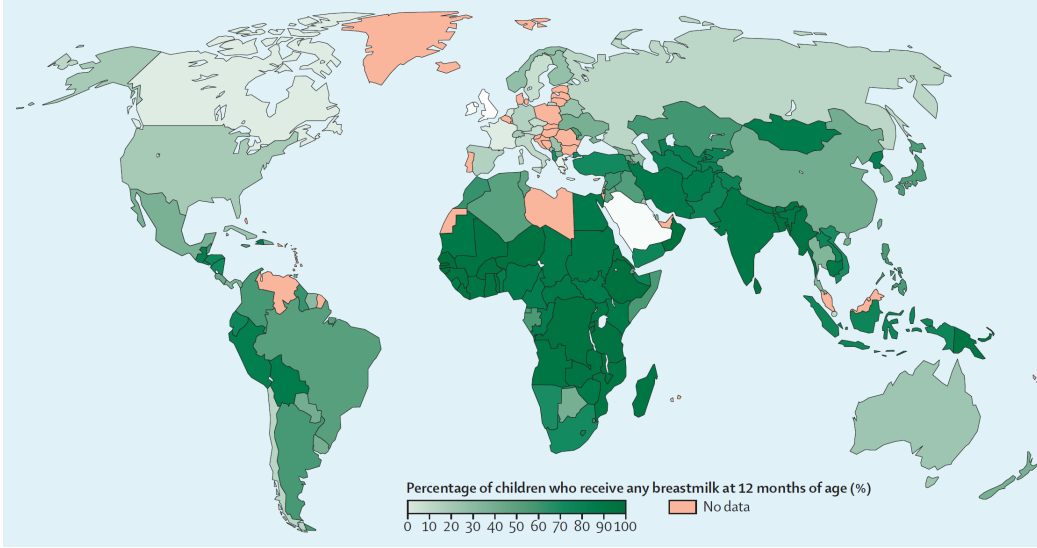 Percentage of children who receive any breastmilk at 12 months of age (%)
0 10 20 30 40 50 60 70 80 90 100
No data